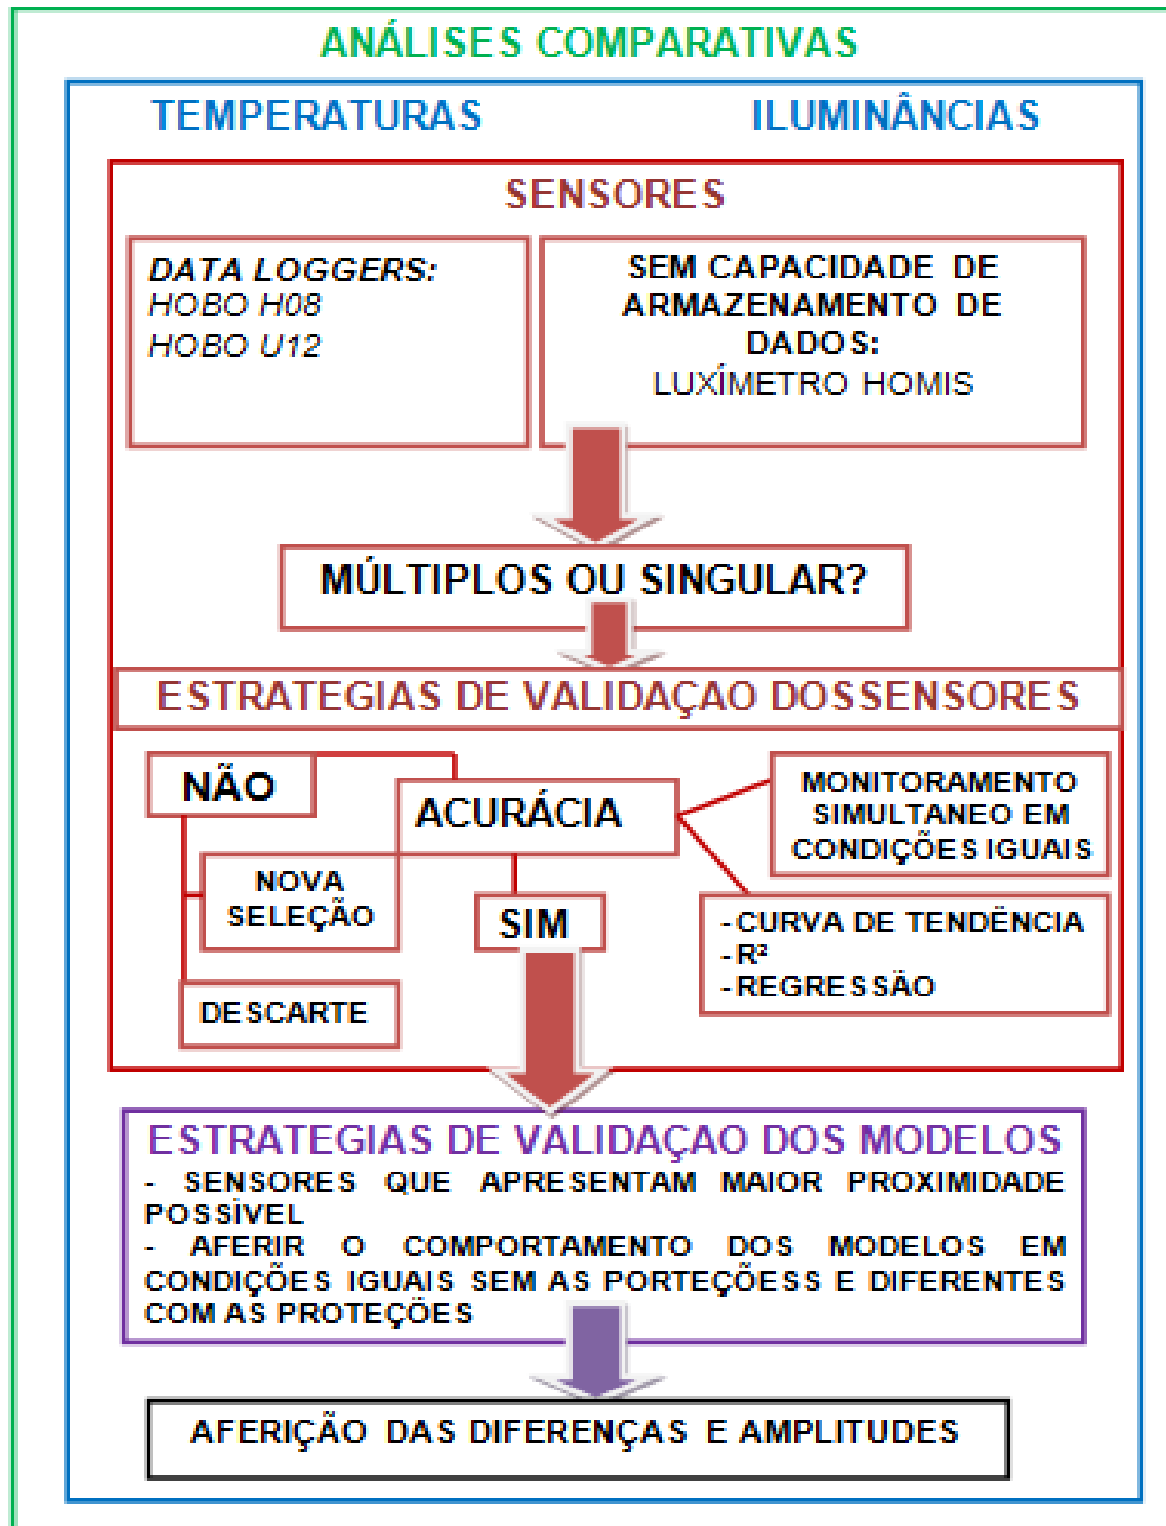 ANÁLISES COMPARATIVAS
TEMPERATURAS
ILUMINÂNCIAS
SENSORES
DATA LOGGERS:
HOBO H08
HOBO U12
SEM CAPACIDADE DE
ARMAZENAMENTO DE
DADOS:
LUXÍMETRO HOMIS
MÚLTIPLOS OU SINGULAR?
ESTRATEGIAS DE VALIDAÇAO DOSSENSORES
NÃO
ACURÁCIA
MONITORAMENTO
SIMULTANEO EM
CONDIÇÕES IGUAIS
NOVA
SELEÇÃO
SIM
-CURVA DE TENDÊNCIA
-R²
-REGRESSÃO
DESCARTE
ESTRATEGIAS DE VALIDAÇAO DOS MODELOS
- SENSORES QUE APRESENTAM MAIOR PROXIMIDADE
POSSÍVEL
- AFERIR O COMPORTAMENTO DOS MODELOS EM
CONDIÇÕES IGUAIS SEM AS PORTEÇÕESS E DIFERENTES
COM AS PROTEÇÕES
AFERIÇÃO DAS DIFERENÇAS E AMPLITUDES